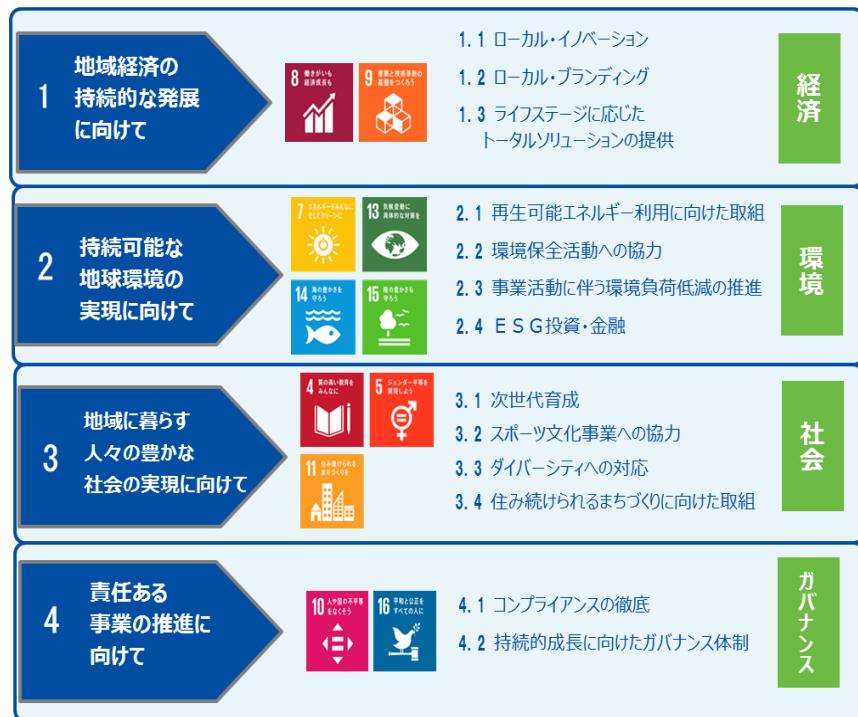 1
地域経済の
持続的な発展
に向けて
8 働きがいも
経済成長も
9 産業と技術革新の
基盤をつくろう
1.1 ローカル・イノベーション
1.2 ローカル・ブランディング
1.3 ライフステージに応じた
トータルソリューションの提供
経済
2
持続可能な
地球環境の
実現に向けて
7 エネルギーをみんなに
そしてクリーンに
13 気候変動に
具体的な対策を
14 海の豊かさを
守ろう
15 陸の豊かさも
守ろう
2.1 再生可能エネルギー利用に向けた取組
2.2 環境保全活動への協力
2.3 事業活動に伴う環境負荷低減の推進
2.4 ESG投資・金融
環境
3
地域に暮らす
人々の豊かな
社会の実現に向けて
4 質の高い教育を
みんなに
5 ジェンダー平等を
実現しよう
11 住み続けられる
まちづくりを
3.1 次世代育成
3.2 スポーツ文化事業への協力
3.3 ダイバーシティへの対応
3.4 住み続けられるまちづくりに向けた取組
社会
4
責任ある
事業の推進に
向けて
10 人や国の不平等
をなくそう
16 平和と公正を
すべての人に
4.1 コンプライアンスの徹底
4.2 持続的成長に向けたガバナンス体制
ガバナンス